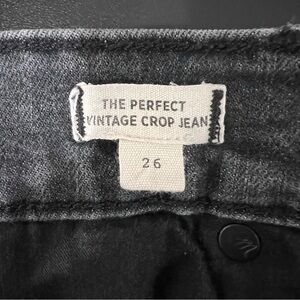 THE PERFECT
VINTAGE CROP JEAN
26